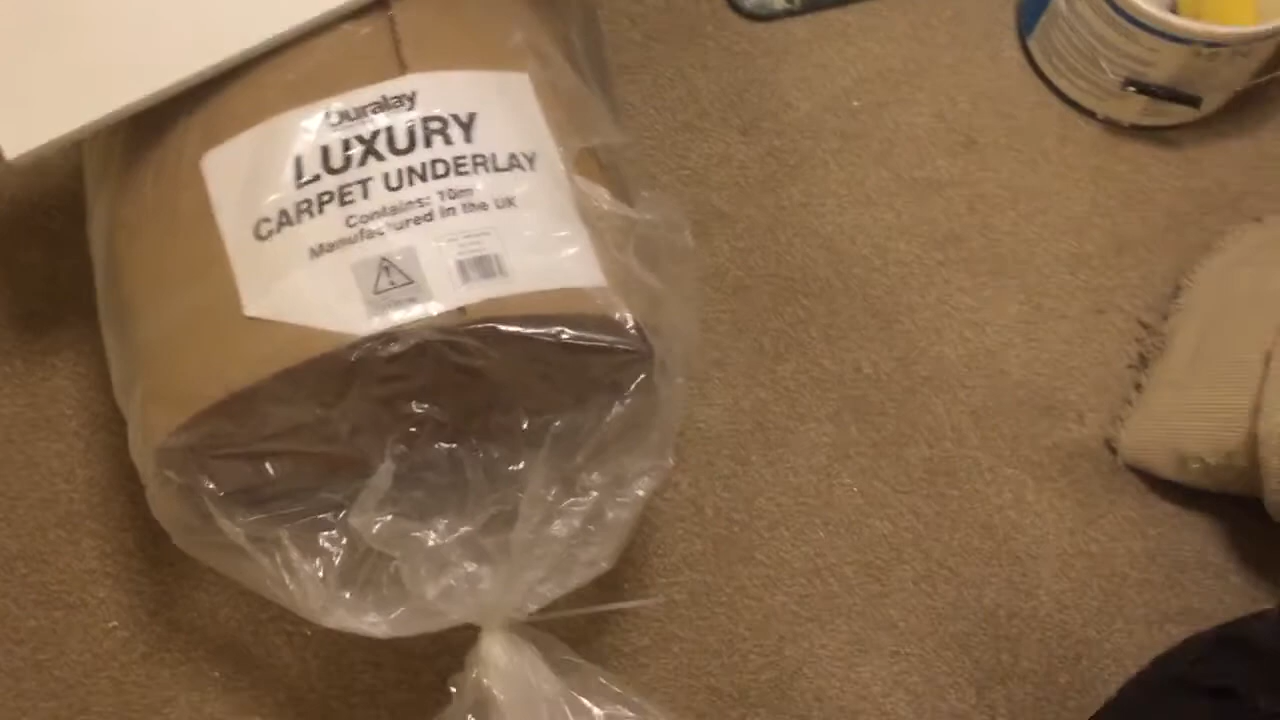 Duralay
LUXURY
CARPET UNDERLAY
Contains: 10m
Manufactured in the UK